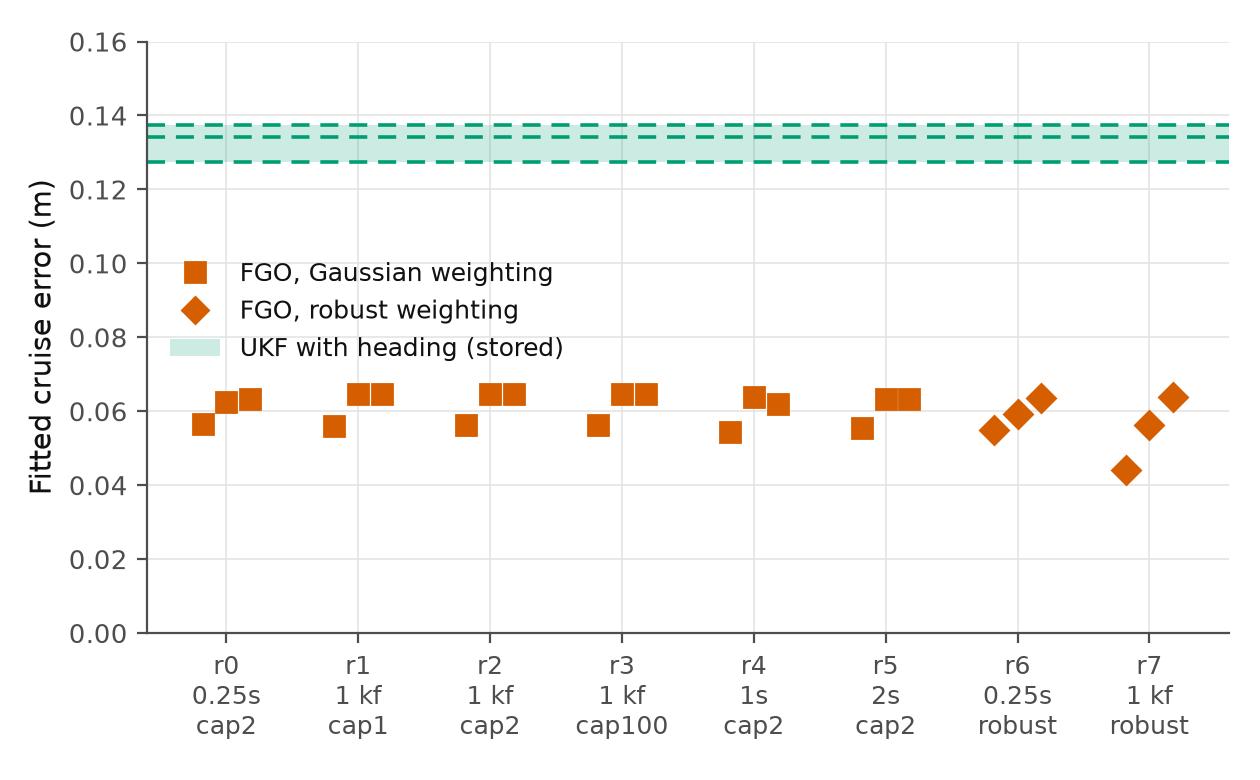 0.16
0.14
0.12
0.10
0.08
0.06
0.04
0.02
0.00
Fitted cruise error (m)
FGO, Gaussian weighting
FGO, robust weighting
UKF with heading (stored)
r0 r1 r2 r3 r4 r5 r6 r7
0.25s 1 kf 1 kf 1 kf 1s 2s 0.25s 1 kf
cap2 cap1 cap2 cap100 cap2 cap2 robust robust